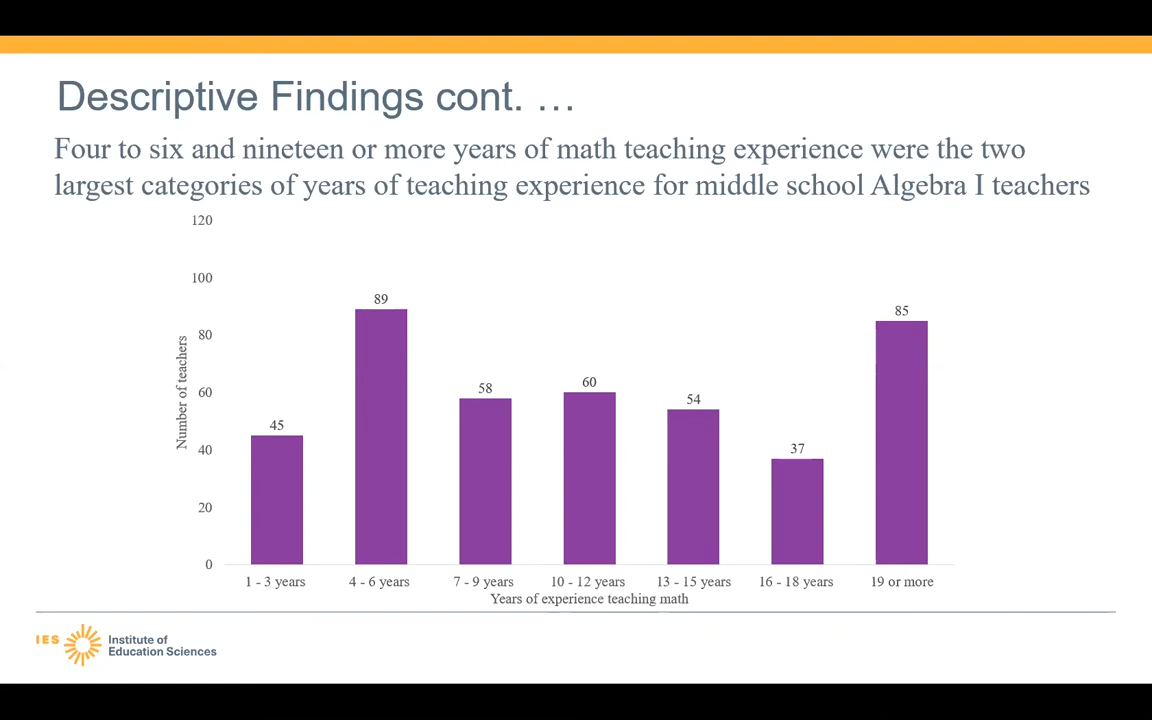 Descriptive Findings cont. …
Four to six and nineteen or more years of math teaching experience were the two
largest categories of years of teaching experience for middle school Algebra I teachers
120
100
80
60
40
20
0
Number of teachers
45
89
58
60
54
37
85
1 - 3 years
4 - 6 years
7 - 9 years
10 - 12 years
13 - 15 years
16 - 18 years
19 or more
Years of experience teaching math
IES
Institute of
Education Sciences